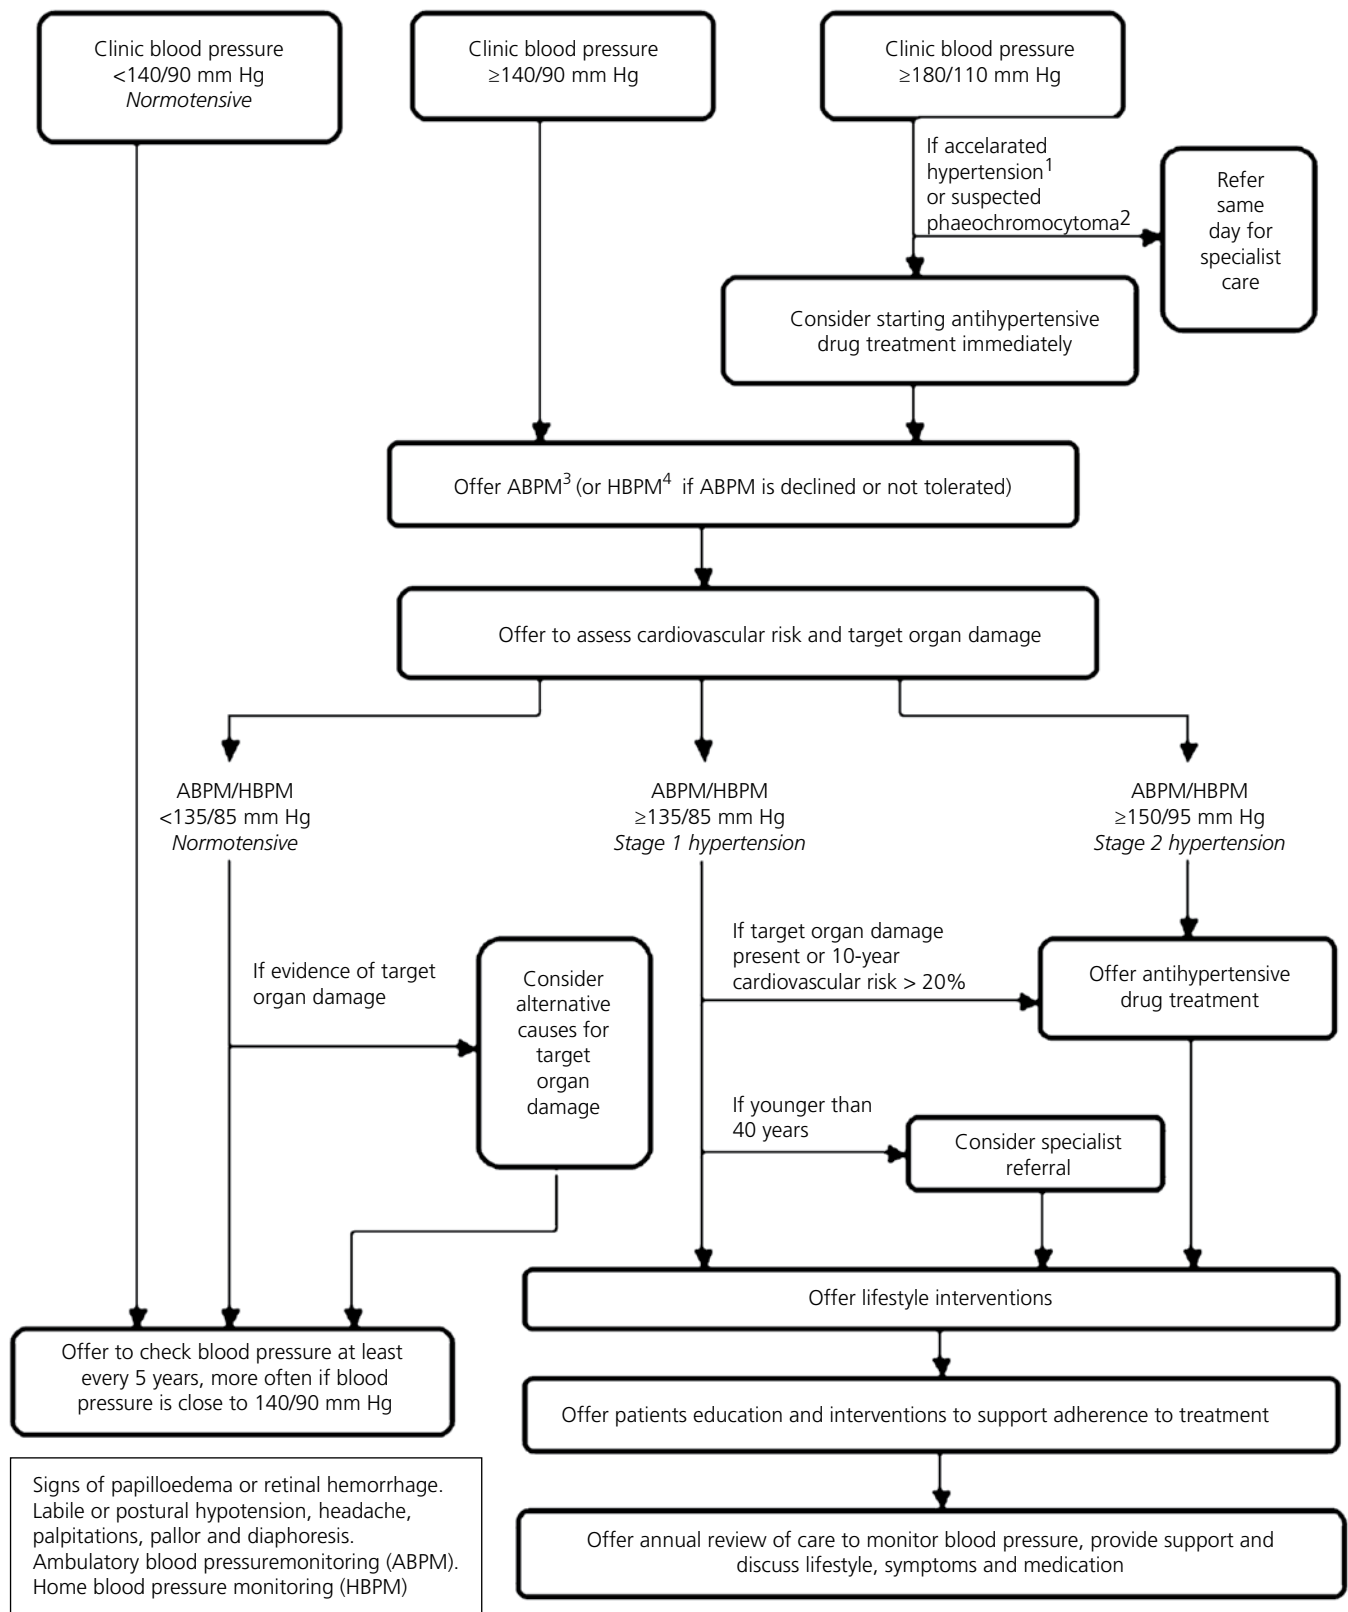 Clinic blood pressure
<140/90 mm Hg
Normotensive
Clinic blood pressure
≥140/90 mm Hg
Clinic blood pressure
≥180/110 mm Hg
If accelarated
hypertension1
or suspected
phaeochromocytoma2
Refer
same
day for
specialist
care
Consider starting antihypertensive
drug treatment immediately
Offer ABPM3 (or HBPM4 if ABPM is declined or not tolerated)
Offer to assess cardiovascular risk and target organ damage
ABPM/HBPM
<135/85 mm Hg
Normotensive
ABPM/HBPM
≥135/85 mm Hg
Stage 1 hypertension
ABPM/HBPM
≥150/95 mm Hg
Stage 2 hypertension
If evidence of target
organ damage
Consider
alternative
causes for
target
organ
damage
If target organ damage
present or 10-year
cardiovascular risk > 20%
Offer antihypertensive
drug treatment
If younger than
40 years
Consider specialist
referral
Offer lifestyle interventions
Offer to check blood pressure at least
every 5 years, more often if blood
pressure is close to 140/90 mm Hg
Offer patients education and interventions to support adherence to treatment
Offer annual review of care to monitor blood pressure, provide support and
discuss lifestyle, symptoms and medication
Signs of papilloedema or retinal hemorrhage.
Labile or postural hypotension, headache,
palpitations, pallor and diaphoresis.
Ambulatory blood pressuremonitoring (ABPM).
Home blood pressure monitoring (HBPM)